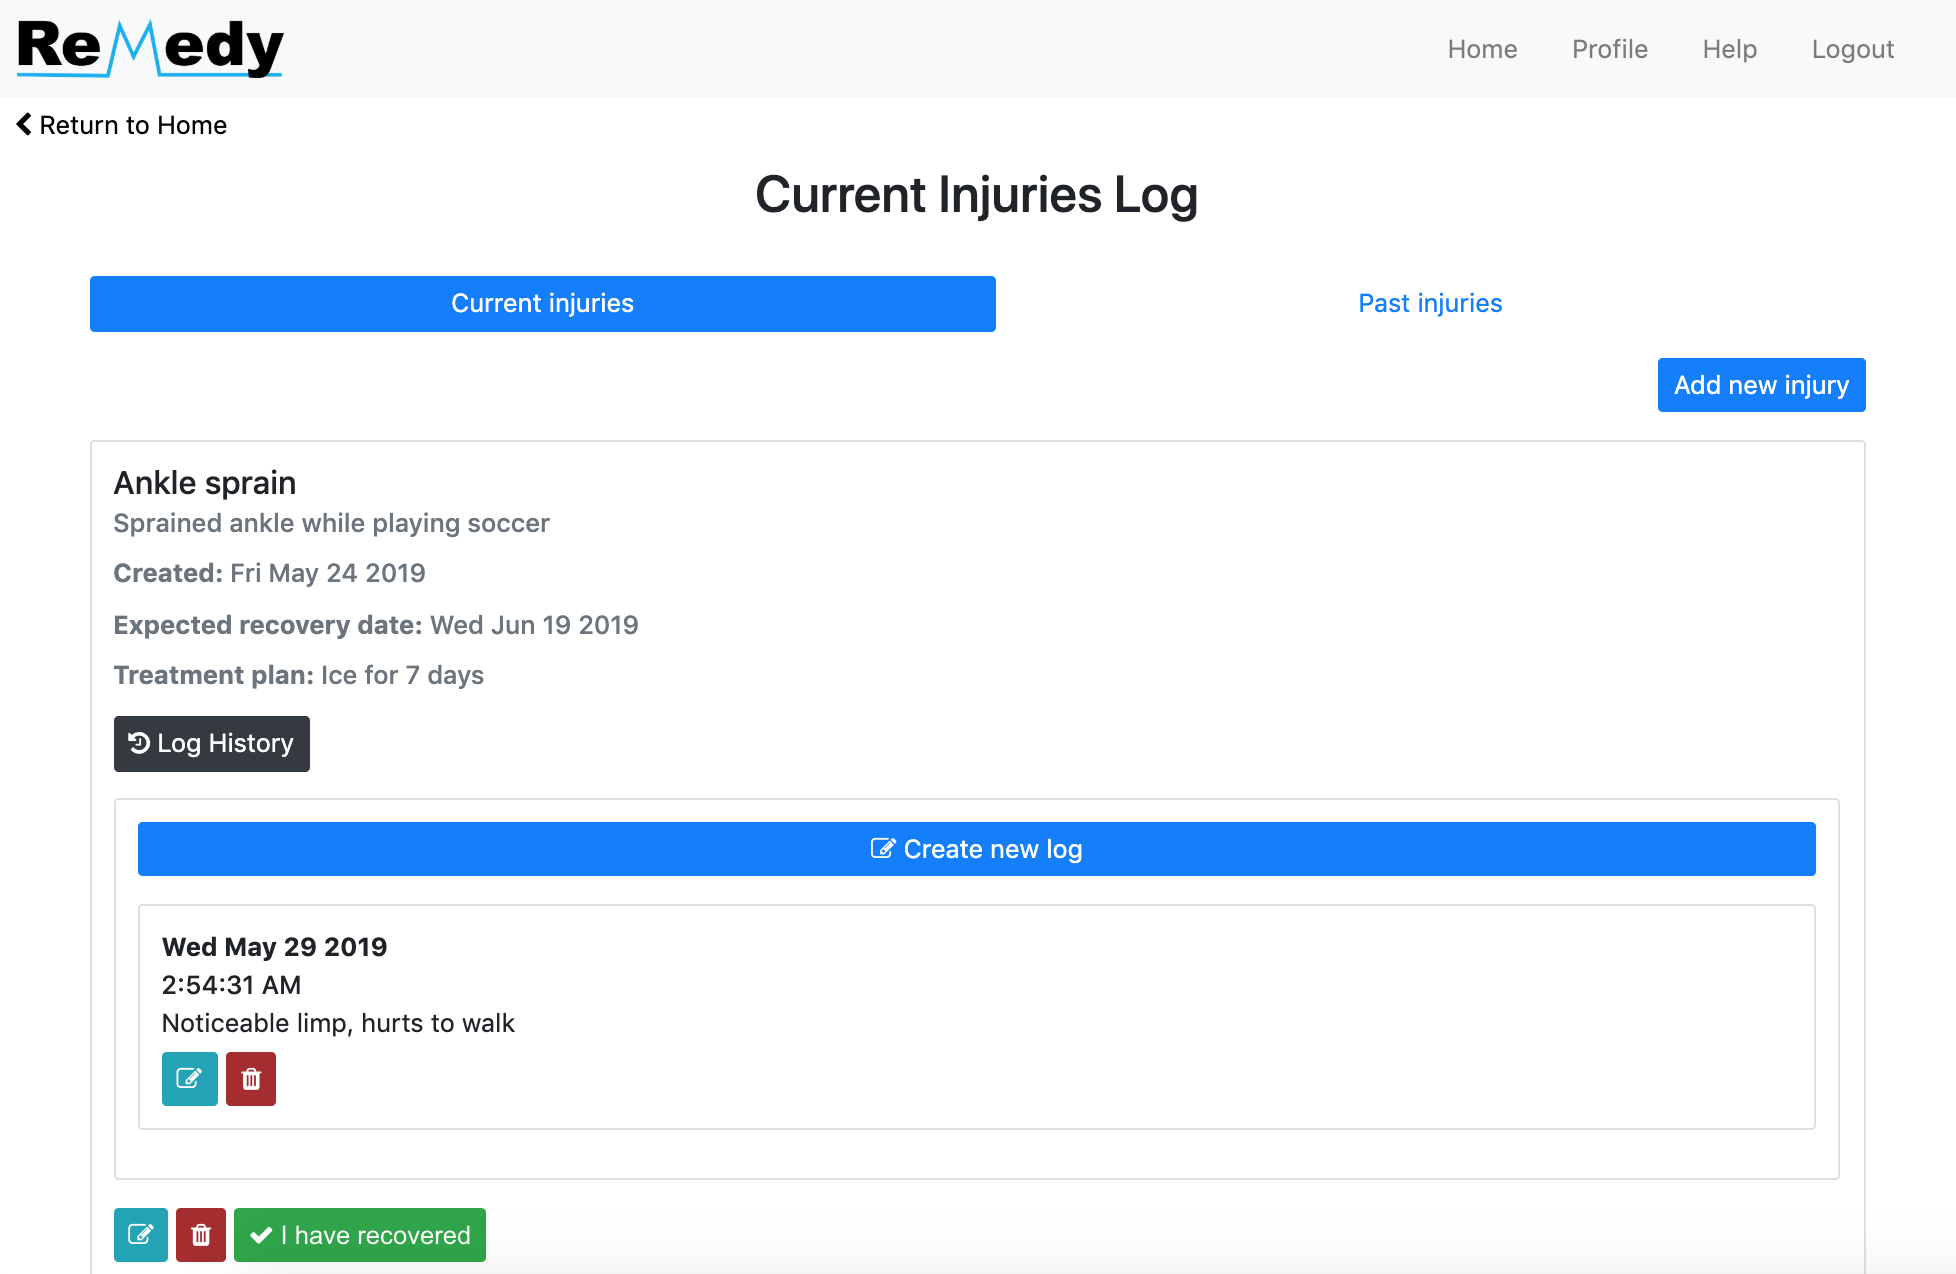 ReMedy
Home Profile Help Logout
Return to Home
Current Injuries Log
Current injuries
Past injuries
Add new injury
Ankle sprain
Sprained ankle while playing soccer
Created: Fri May 24 2019
Expected recovery date: Wed Jun 19 2019
Treatment plan: Ice for 7 days
Log History
Create new log
Wed May 29 2019
2:54:31 AM
Noticeable limp, hurts to walk
I have recovered